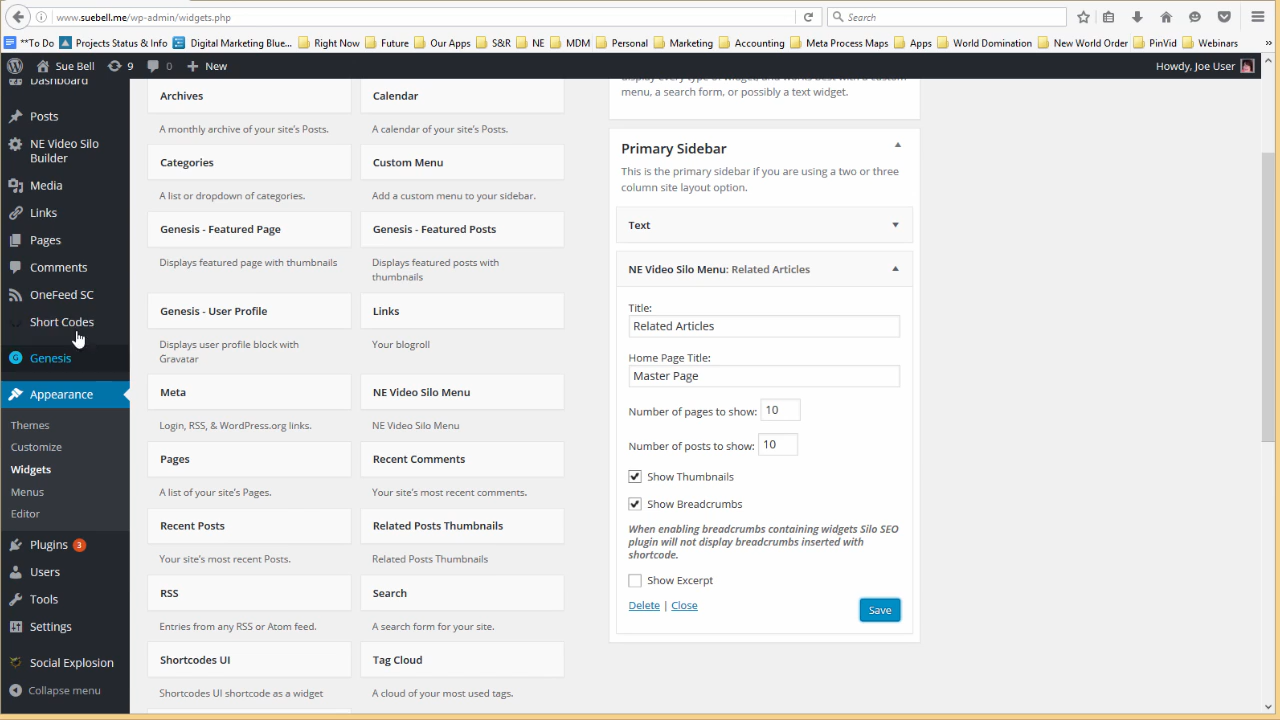 www.suebell.me/wp-admin/widgets.php
Search
**To Do
Projects Status & Info
Digital Marketing Blue...
Right Now
Future
Our Apps
S&R
NE
MDM
Personal
Marketing
Accounting
Meta Process Maps
Apps
World Domination
New World Order
PinVid
Webinars
»
Sue Bell
9
0
New
Howdy, Joe User
Dashboard
Posts
NE Video Silo
Builder
Media
Links
Pages
Comments
OneFeed SC
Short Codes
Genesis
Appearance
Themes
Customize
Widgets
Menus
Editor
Plugins 3
Users
Tools
Settings
Social Explosion
Collapse menu
Archives
A monthly archive of your site's Posts.
Calendar
A calendar of your site's Posts.
Categories
A list or dropdown of categories.
Custom Menu
Add a custom menu to your sidebar.
Genesis - Featured Page
Displays featured page with thumbnails
Genesis - Featured Posts
Displays featured posts with
thumbnails
Genesis - User Profile
Displays user profile block with
Gravatar
Links
Your blogroll
Meta
Login, RSS, & WordPress.org links.
NE Video Silo Menu
NE Video Silo Menu
Pages
A list of your site's Pages.
Recent Comments
Your site's most recent comments.
Recent Posts
Your site's most recent Posts.
Related Posts Thumbnails
Related Posts Thumbnails
RSS
Entries from any RSS or Atom feed.
Search
A search form for your site.
Shortcodes UI
Shortcodes UI shortcode as a widget
Tag Cloud
A cloud of your most used tags.
display every type of widget, and works best with a custom
menu, a search form, or possibly a text widget.
Primary Sidebar
This is the primary sidebar if you are using a two or three
column site layout option.
Text
NE Video Silo Menu: Related Articles
Title:
Related Articles
Home Page Title:
Master Page
Number of pages to show: 10
Number of posts to show: 10
Show Thumbnails
Show Breadcrumbs
When enabling breadcrumbs containing widgets Silo SEO
plugin will not display breadcrumbs inserted with
shortcode.
Show Excerpt
Delete | Close
Save